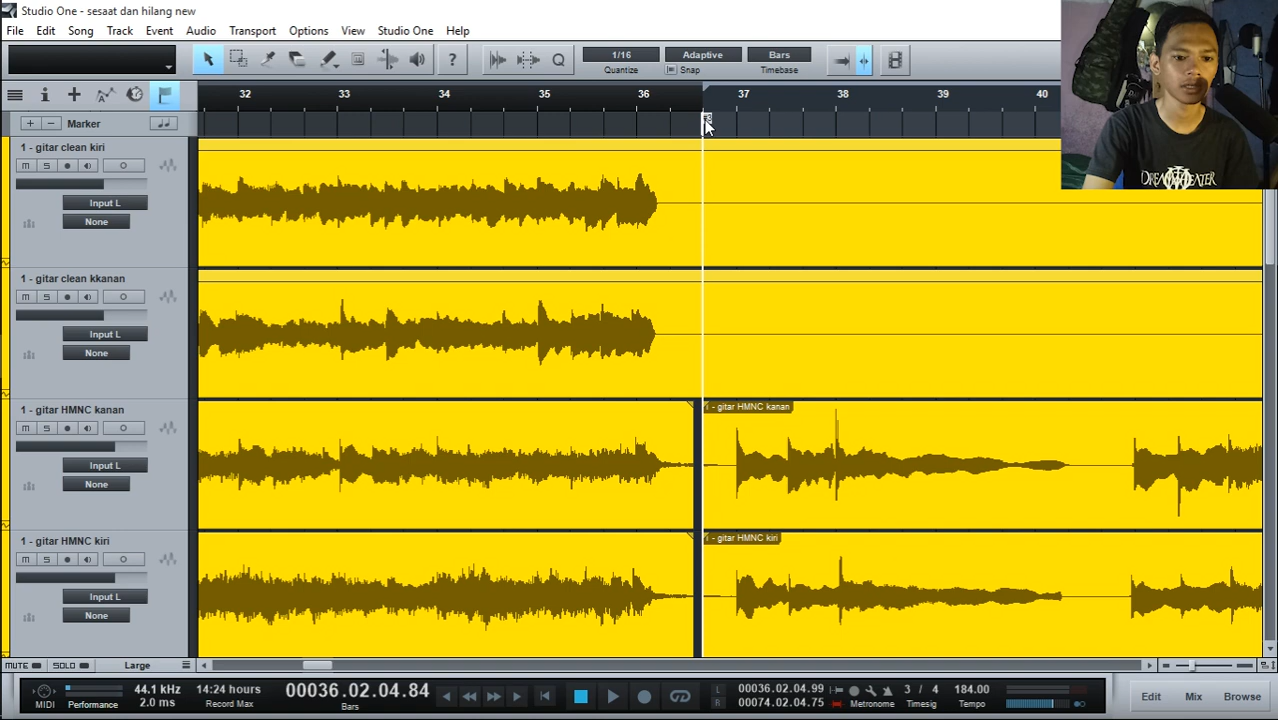 Studio One - sesaat dan hilang new
File Edit Song Track Event Audio Transport Options View Studio One Help
1/16 Adaptive Bars
Quantize Snap Timebase
32 33 34 35 36 37 38 39 40
Marker
1 - gitar clean kiri
M S
Input L
None
1 - gitar clean kkanan
M S
Input L
None
1 - gitar HMNC kanan
M S
Input L
None
1 - gitar HMNC kanan
1 - gitar HMNC kiri
M S
Input L
None
1 - gitar HMNC kiri
MUTE SOLO Large
MIDI Performance
44.1 kHz
2.0 ms
14:24 hours
Record Max
00036.02.04.84
Bars
L 00036.02.04.99
R 00074.02.04.75
Metronome
3 / 4
Timesig
184.00
Tempo
Edit Mix Browse
DREAM THEATER